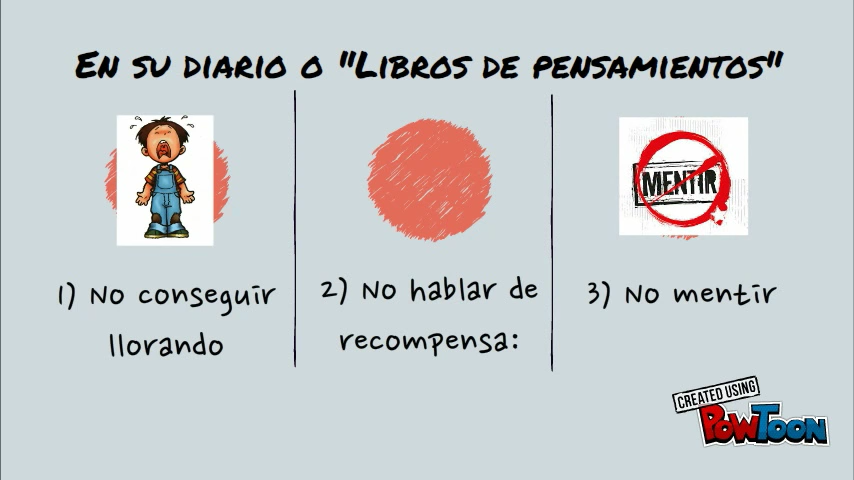 En su diario o "Libros de pensamientos"
MENTIR
1) No conseguir
llorando
2) No hablar de
recompensa:
3) No mentir
CREATED USING
POWTOON